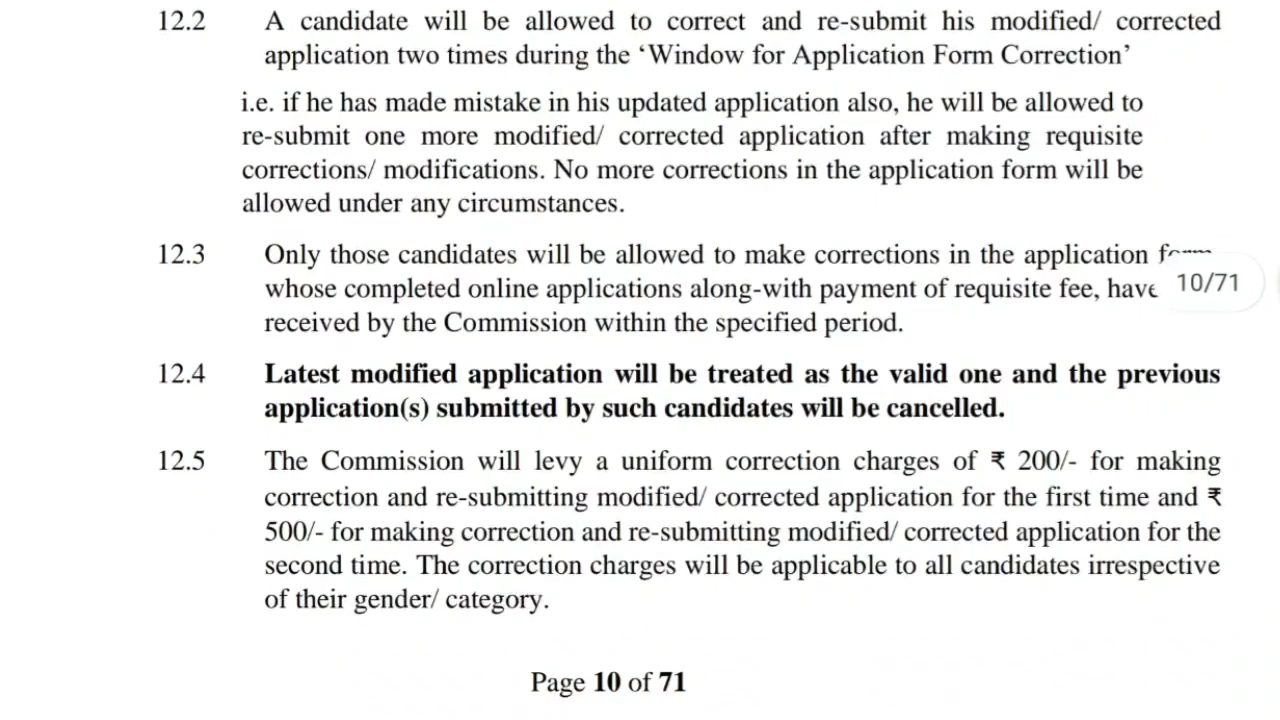 12.2 A candidate will be allowed to correct and re-submit his modified/ corrected
application two times during the ‘Window for Application Form Correction’
i.e. if he has made mistake in his updated application also, he will be allowed to
re-submit one more modified/ corrected application after making requisite
corrections/ modifications. No more corrections in the application form will be
allowed under any circumstances.
12.3 Only those candidates will be allowed to make corrections in the application form
whose completed online applications along-with payment of requisite fee, have
10/71
received by the Commission within the specified period.
12.4 Latest modified application will be treated as the valid one and the previous
application(s) submitted by such candidates will be cancelled.
12.5 The Commission will levy a uniform correction charges of ₹ 200/- for making
correction and re-submitting modified/ corrected application for the first time and ₹
500/- for making correction and re-submitting modified/ corrected application for the
second time. The correction charges will be applicable to all candidates irrespective
of their gender/ category.
Page 10 of 71